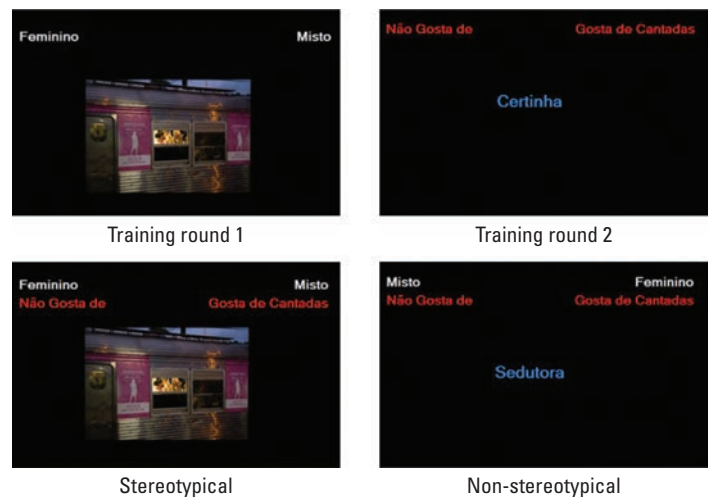 Feminino Misto
Training round 1
Não Gosta de Gosta de Cantadas
Certinha
Training round 2
Feminino Misto
Não Gosta de Gosta de Cantadas
Stereotypical
Misto Feminino
Não Gosta de Gosta de Cantadas
Sedutora
Non-stereotypical